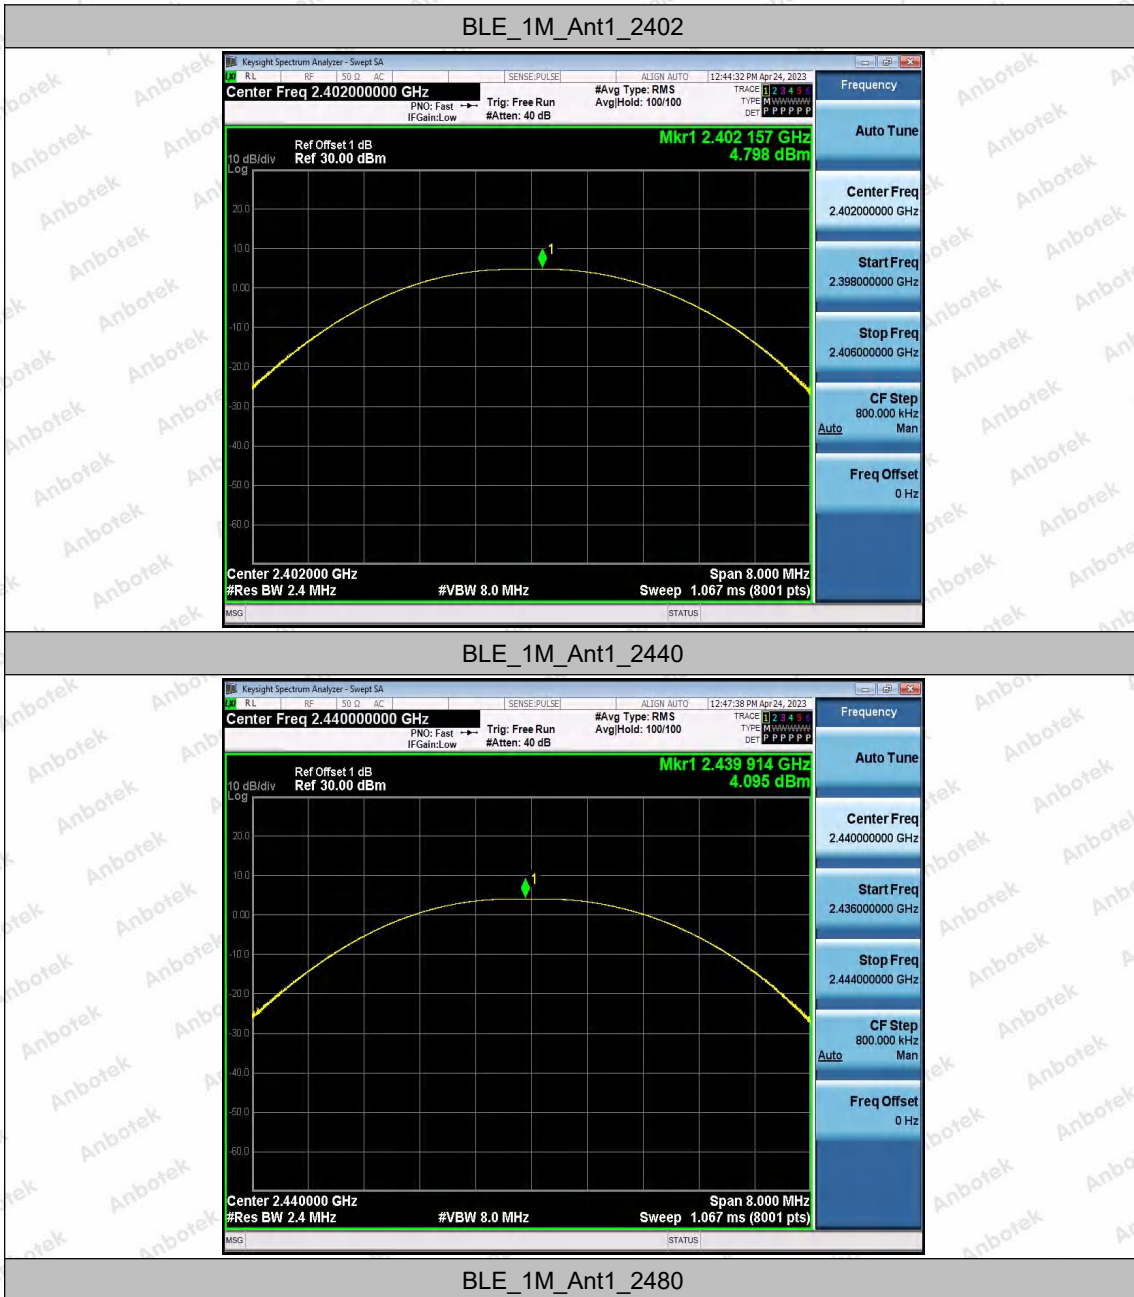 BLE_1M_Ant1_2402
Keysight Spectrum Analyzer - Swept SA
LXI RL RF 50 Ω AC SENSE:PULSE ALIGN AUTO 12:44:32 PM Apr 24, 2023
Center Freq 2.402000000 GHz
PNO: Fast
IFGain:Low
Trig: Free Run
#Atten: 40 dB
#Avg Type: RMS
Avg|Hold: 100/100
TRACE 1 2 3 4 5 6
TYPE M W W W W W
DET P P P P P P
Frequency
Mkr1 2.402 157 GHz
4.798 dBm
Ref Offset 1 dB
10 dB/div Ref 30.00 dBm
Log
20.0
10.0
0.00
-10.0
-20.0
-30.0
-40.0
-50.0
-60.0
1
Center 2.402000 GHz Span 8.000 MHz
#Res BW 2.4 MHz #VBW 8.0 MHz Sweep 1.067 ms (8001 pts)
MSG STATUS
Auto Tune
Center Freq
2.402000000 GHz
Start Freq
2.398000000 GHz
Stop Freq
2.406000000 GHz
CF Step
800.000 kHz
Auto Man
Freq Offset
0 Hz
BLE_1M_Ant1_2440
Keysight Spectrum Analyzer - Swept SA
LXI RL RF 50 Ω AC SENSE:PULSE ALIGN AUTO 12:47:38 PM Apr 24, 2023
Center Freq 2.440000000 GHz
PNO: Fast
IFGain:Low
Trig: Free Run
#Atten: 40 dB
#Avg Type: RMS
Avg|Hold: 100/100
TRACE 1 2 3 4 5 6
TYPE M W W W W W
DET P P P P P P
Frequency
Mkr1 2.439 914 GHz
4.095 dBm
Ref Offset 1 dB
10 dB/div Ref 30.00 dBm
Log
20.0
10.0
0.00
-10.0
-20.0
-30.0
-40.0
-50.0
-60.0
1
Center 2.440000 GHz Span 8.000 MHz
#Res BW 2.4 MHz #VBW 8.0 MHz Sweep 1.067 ms (8001 pts)
MSG STATUS
Auto Tune
Center Freq
2.440000000 GHz
Start Freq
2.436000000 GHz
Stop Freq
2.444000000 GHz
CF Step
800.000 kHz
Auto Man
Freq Offset
0 Hz
BLE_1M_Ant1_2480
Anbotek